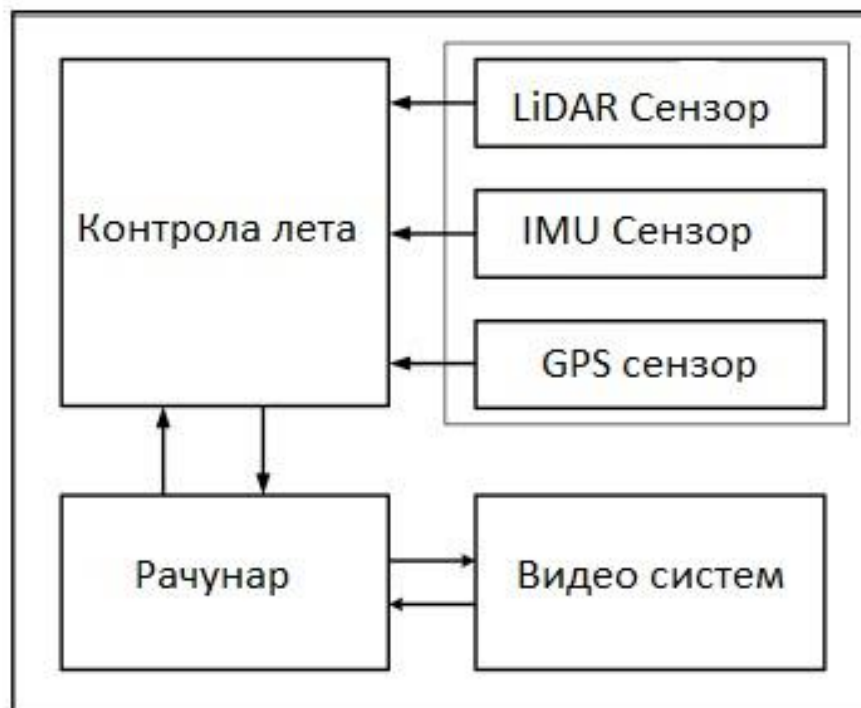 LiDAR Сензор
Контрола лета
IMU Сензор
GPS сензор
Рачунар
Видео систем